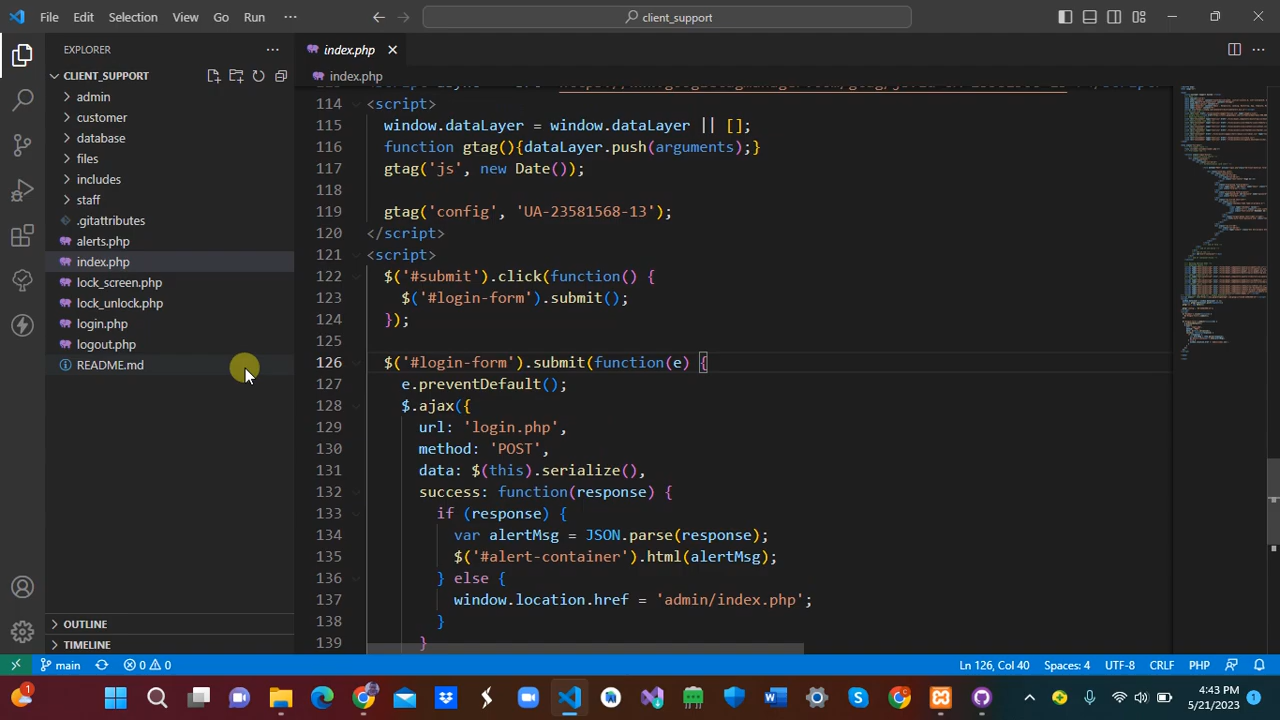 File Edit Selection View Go Run ···
client_support
EXPLORER ···
CLIENT_SUPPORT
admin
customer
database
files
includes
staff
.gitattributes
alerts.php
index.php
lock_screen.php
lock_unlock.php
login.php
logout.php
README.md
OUTLINE
TIMELINE
index.php
index.php
114 <script>
115 window.dataLayer window.dataLayer || [];
116 function gtag(){dataLayer.push(arguments);}
117 gtag('js', new Date());
118
119 gtag('config', 'UA-23581568-13');
120 </script>
121 <script>
122 $('#submit').click(function() {
123 $('#login-form').submit();
124 });
125
126 $('#login-form').submit(function(e) {
127 e.preventDefault();
128 $.ajax({
129 url: 'login.php',
130 method: 'POST',
131 data: $(this).serialize(),
132 success: function(response) {
133 if (response) {
134 var alertMsg = JSON.parse(response);
135 $('#alert-container').html(alertMsg);
136 } else {
137 window.location.href = 'admin/index.php';
138 }
139 }
main 0 0 Ln 126, Col 40 Spaces: 4 UTF-8 CRLF PHP
1
4:43 PM
5/21/2023
1